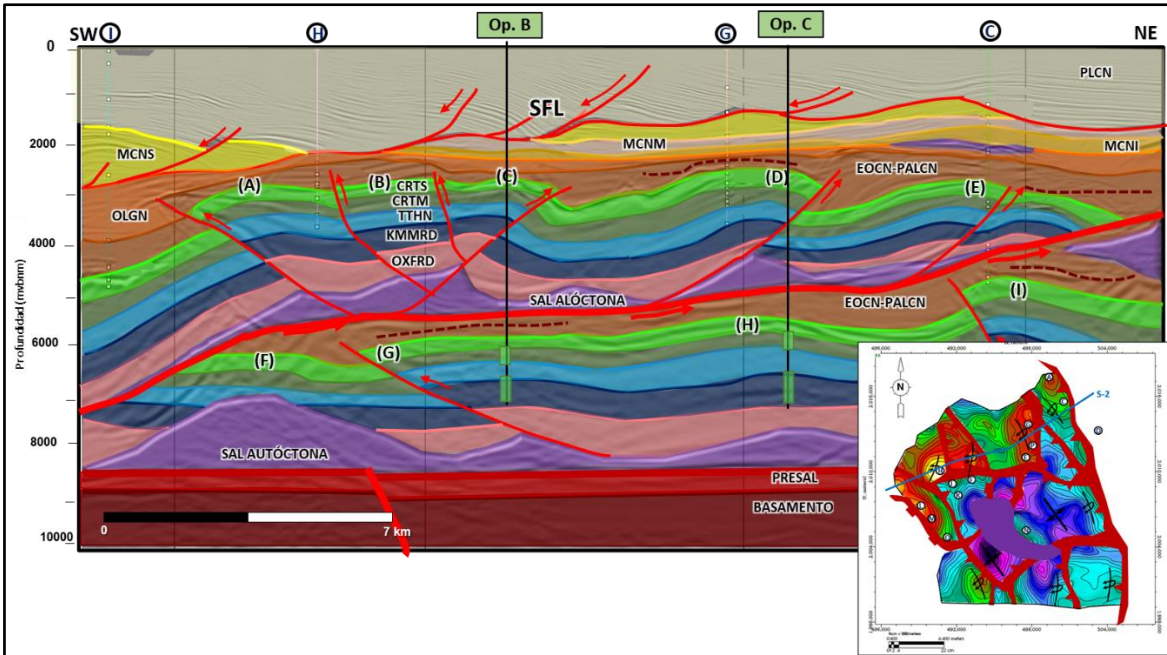 Op. B
Op. C
SW
I
H
G
C
NE
0
PLCN
SFL
2000
MCNS
MCNM
MCNI
EOCN-PALCN
(A)
(B)
(C)
(D)
(E)
CRTS
CRTM
TTHN
OLGN
KMMRD
4000
OXFRD
SAL ALÓCTONA
EOCN-PALCN
(I)
(H)
(G)
(F)
6000
Profundidad (mvbnm)
8000
SAL AUTÓCTONA
PRESAL
BASAMENTO
0
7 km
10000
N
S-2